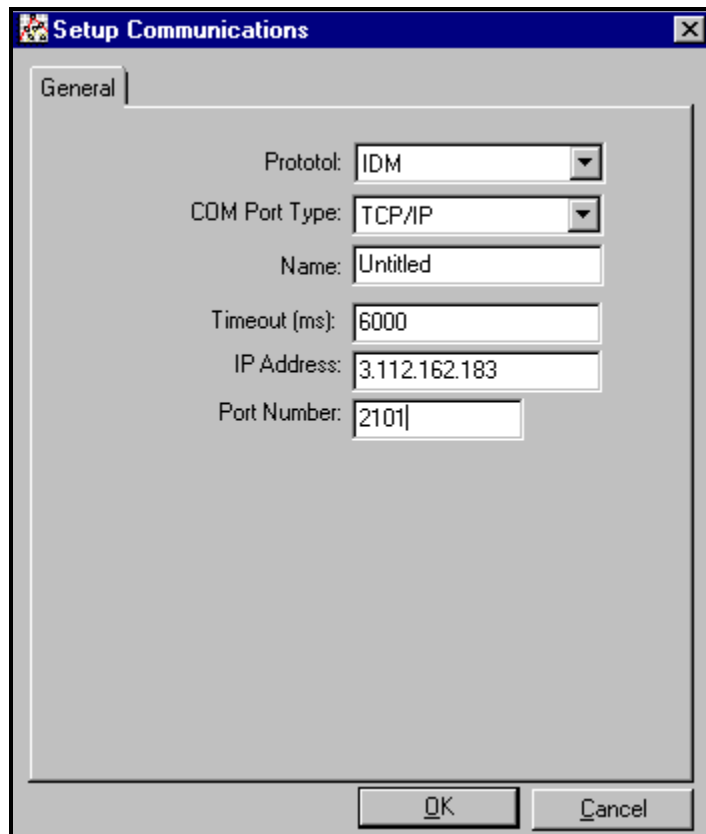 Setup Communications
General
Prototol: IDM
COM Port Type: TCP/IP
Name: Untitled
Timeout (ms): 6000
IP Address: 3.112.162.183
Port Number: 2101
OK Cancel